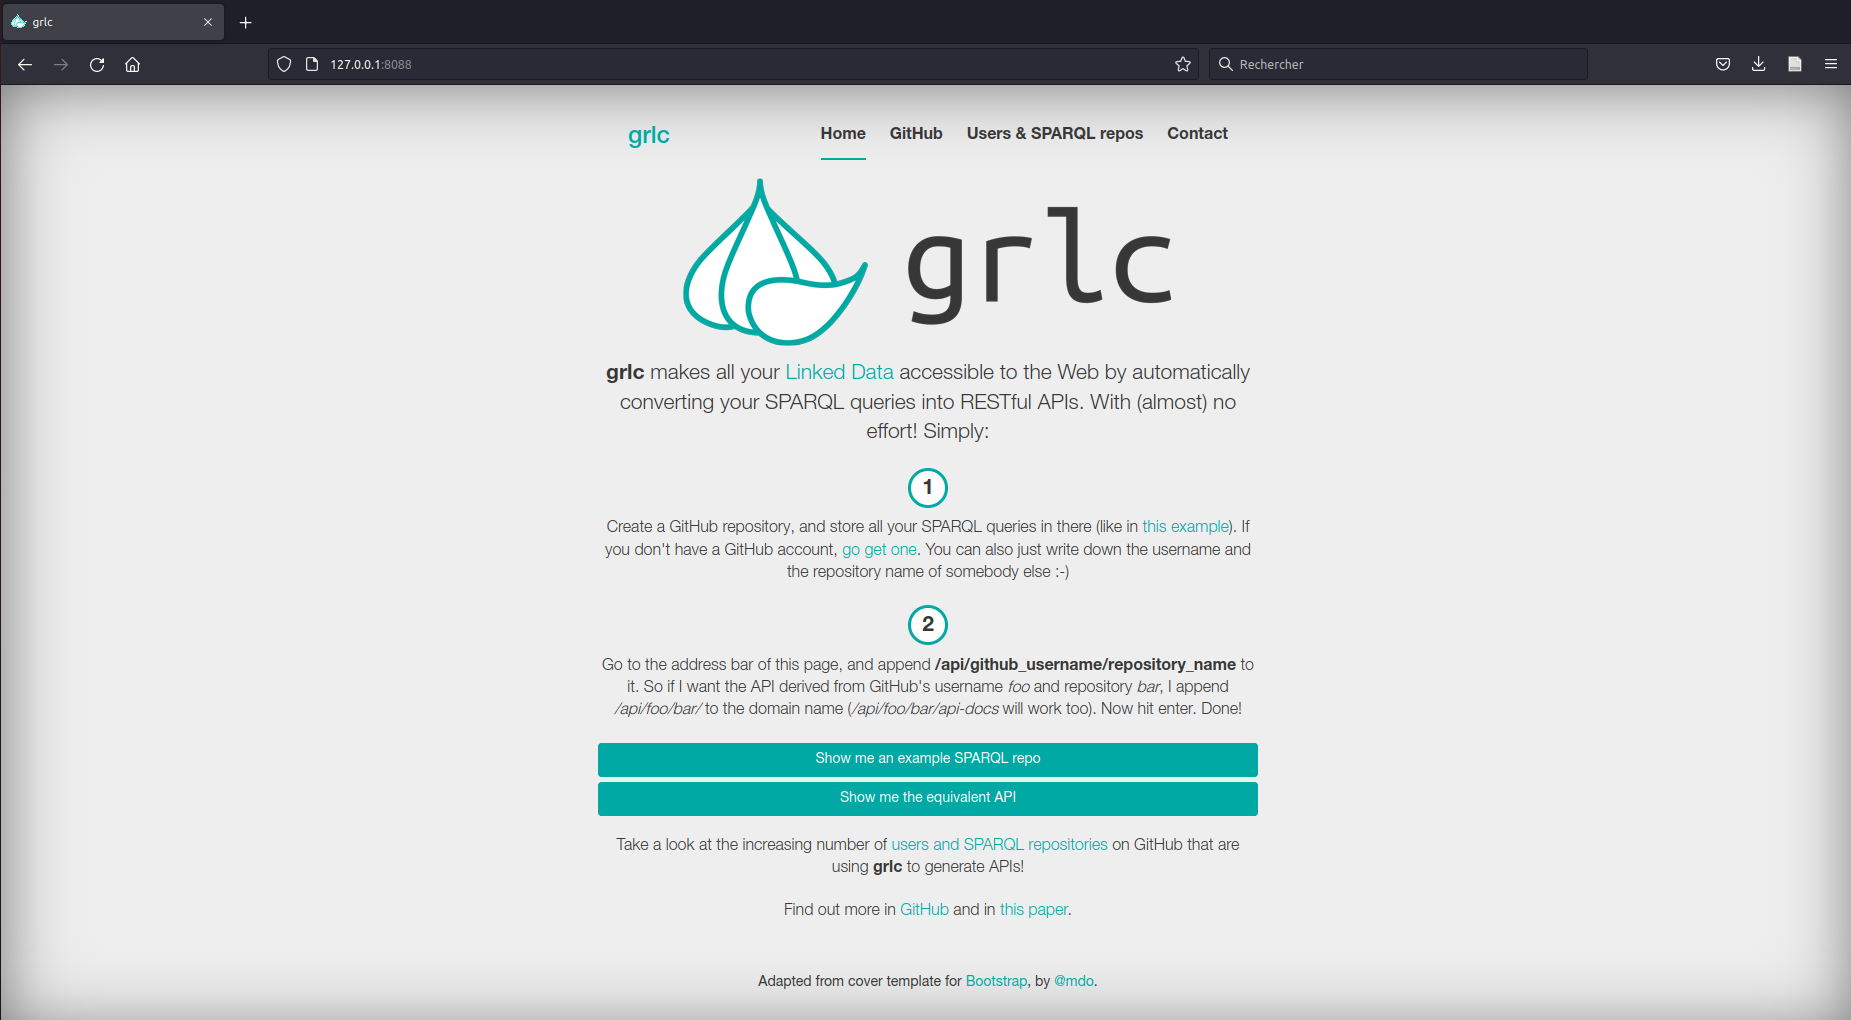 grlc
127.0.0.1:8088
Rechercher
grlc
Home GitHub Users & SPARQL repos Contact
grlc
grlc makes all your Linked Data accessible to the Web by automatically
converting your SPARQL queries into RESTful APIs. With (almost) no
effort! Simply:
1
Create a GitHub repository, and store all your SPARQL queries in there (like in this example). If
you don't have a GitHub account, go get one. You can also just write down the username and
the repository name of somebody else :-)
2
Go to the address bar of this page, and append /api/github_username/repository_name to
it. So if I want the API derived from GitHub's username foo and repository bar, I append
/api/foo/bar/ to the domain name (/api/foo/bar/api-docs will work too). Now hit enter. Done!
Show me an example SPARQL repo
Show me the equivalent API
Take a look at the increasing number of users and SPARQL repositories on GitHub that are
using grlc to generate APIs!
Find out more in GitHub and in this paper.
Adapted from cover template for Bootstrap, by @mdo.